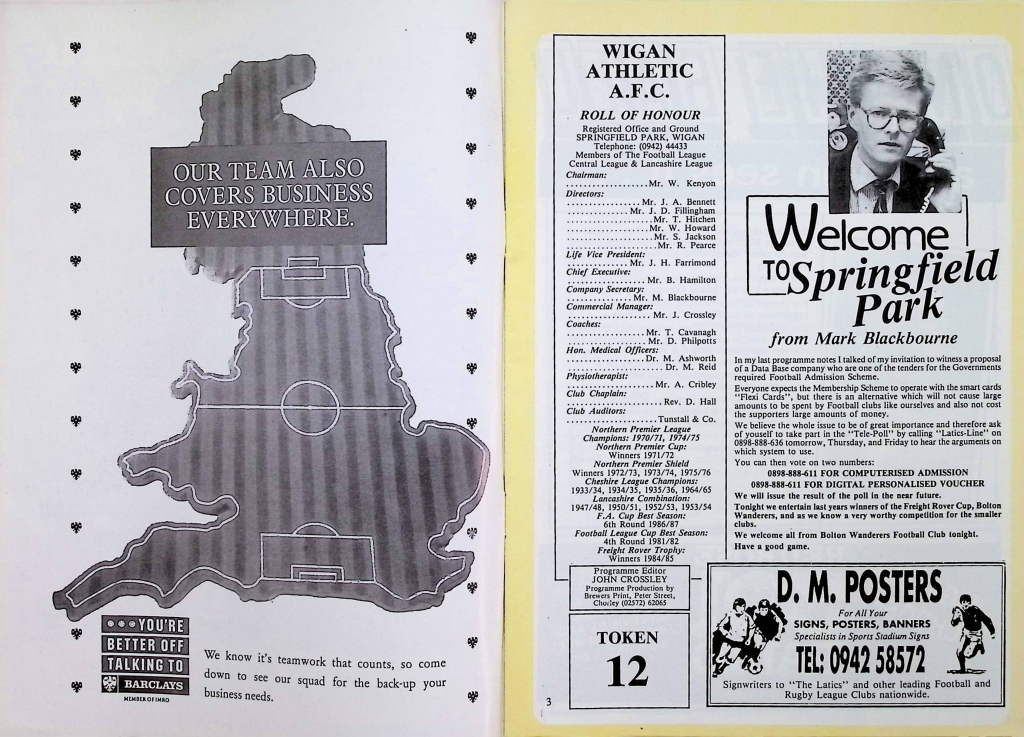 OUR TEAM ALSO
COVERS BUSINESS
EVERYWHERE.
●●●YOU'RE
BETTER OFF
TALKING TO
BARCLAYS
MEMBER OF IMRO
We know it's teamwork that counts, so come
down to see our squad for the back-up your
business needs.
WIGAN
ATHLETIC
A.F.C.
ROLL OF HONOUR
Registered Office and Ground
SPRINGFIELD PARK, WIGAN
Telephone: (0942) 44433
Members of The Football League
Central League & Lancashire League
Chairman:
....................Mr. W. Kenyon
Directors:
..................Mr. J. A. Bennett
................Mr. J. D. Fillingham
.....................Mr. T. Hitchen
....................Mr. W. Howard
.....................Mr. S. Jackson
......................Mr. R. Pearce
Life Vice President:
...............Mr. J. H. Farrimond
Chief Executive:
...................Mr. B. Hamilton
Company Secretary:
................Mr. M. Blackbourne
Commercial Manager:
.....................Mr. J. Crossley
Coaches:
...................Mr. T. Cavanagh
....................Mr. D. Philpotts
Hon. Medical Officers:
...................Dr. M. Ashworth
........................Dr. M. Reid
Physiotherapist:
.....................Mr. A. Cribley
Club Chaplain:
.......................Rev. D. Hall
Club Auditors:
......................Tunstall & Co.
Northern Premier League
Champions: 1970/71, 1974/75
Northern Premier Cup:
Winners 1971/72
Northern Premier Shield
Winners 1972/73, 1973/74, 1975/76
Cheshire League Champions:
1933/34, 1934/35, 1935/36, 1964/65
Lancashire Combination:
1947/48, 1950/51, 1952/53, 1953/54
F.A. Cup Best Season:
6th Round 1986/87
Football League Cup Best Season:
4th Round 1981/82
Freight Rover Trophy:
Winners 1984/85
Programme Editor
JOHN CROSSLEY
Programme Production by
Brewers Print, Peter Street,
Chorley (02572) 62065
TOKEN
12
3
Welcome
TO Springfield
Park
from Mark Blackbourne
In my last programme notes I talked of my invitation to witness a proposal
of a Data Base company who are one of the tenders for the Governments
required Football Admission Scheme.
Everyone expects the Membership Scheme to operate with the smart cards
"Flexi Cards", but there is an alternative which will not cause large
amounts to be spent by Football clubs like ourselves and also not cost
the supporters large amounts of money.
We believe the whole issue to be of great importance and therefore ask
of youself to take part in the "Tele-Poll" by calling "Latics-Line" on
0898-888-636 tomorrow, Thursday, and Friday to hear the arguments on
which system to use.
You can then vote on two numbers:
0898-888-611 FOR COMPUTERISED ADMISSION
0898-888-611 FOR DIGITAL PERSONALISED VOUCHER
We will issue the result of the poll in the near future.
Tonight we entertain last years winners of the Freight Rover Cup, Bolton
Wanderers, and as we know a very worthy competition for the smaller
clubs.
We welcome all from Bolton Wanderers Football Club tonight.
Have a good game.
D. M. POSTERS
For All Your
SIGNS, POSTERS, BANNERS
Specialists in Sports Stadium Signs
TEL: 0942 58572
Signwriters to "The Latics" and other leading Football and
Rugby League Clubs nationwide.